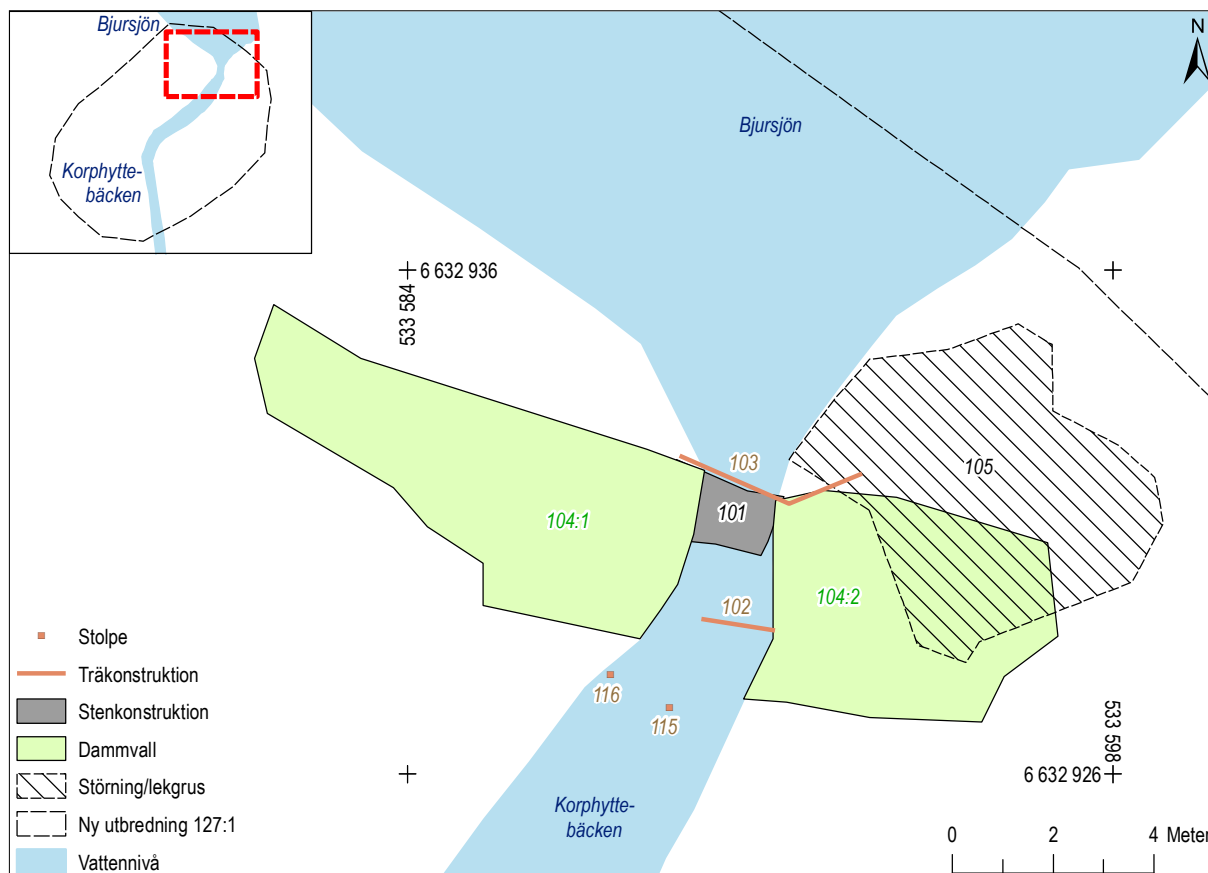 Bjursjön
Korphytte-
bäcken
Bjursjön
N
6 632 936
533 584
103
105
101
104:1
104:2
102
116
115
533 598
6 632 926
Korphytte-
bäcken
Stolpe
Träkonstruktion
Stenkonstruktion
Dammvall
Störning/lekgrus
Ny utbredning 127:1
Vattennivå
0 2 4 Meter